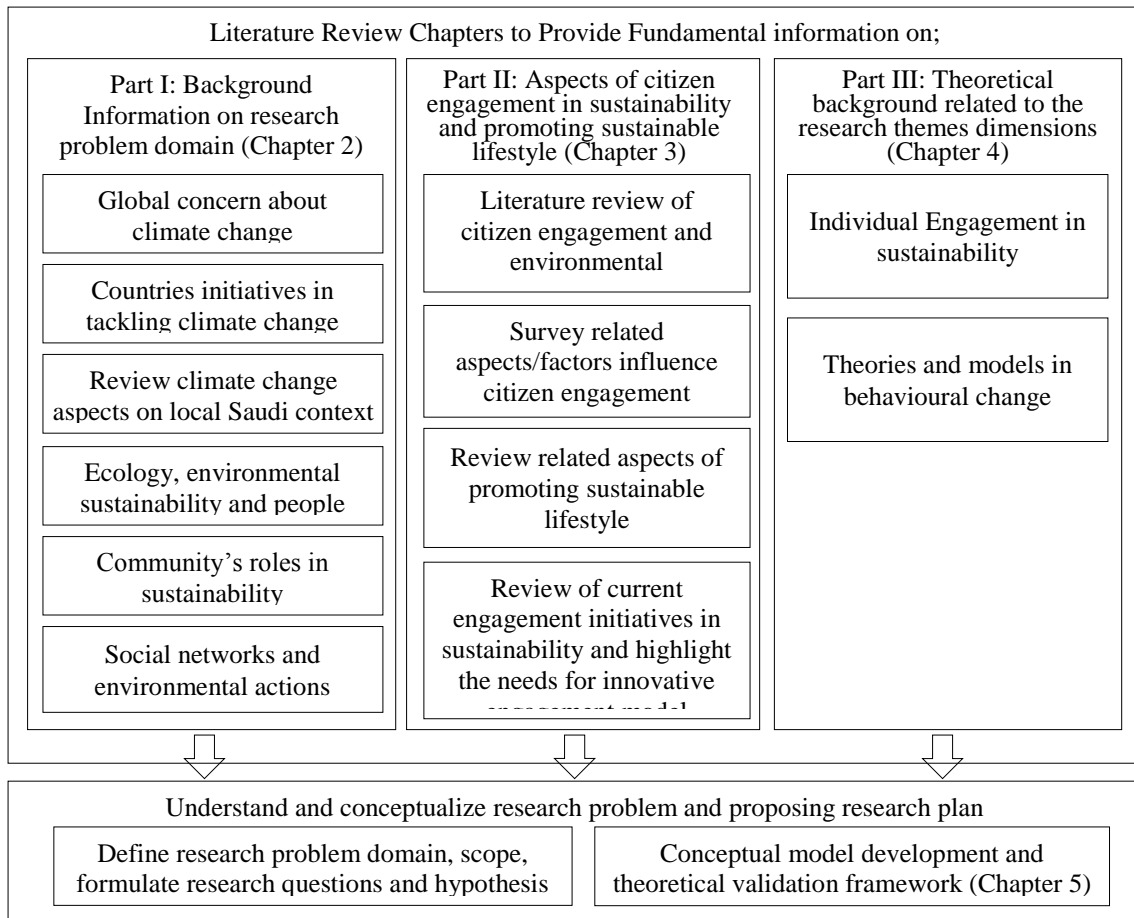 Literature Review Chapters to Provide Fundamental information on;
Part I: Background
Information on research
problem domain (Chapter 2)
Global concern about
climate change
Countries initiatives in
tackling climate change
Review climate change
aspects on local Saudi context
Ecology, environmental
sustainability and people
Community’s roles in
sustainability
Social networks and
environmental actions
Part II: Aspects of citizen
engagement in sustainability
and promoting sustainable
lifestyle (Chapter 3)
Literature review of
citizen engagement and
environmental
Survey related
aspects/factors influence
citizen engagement
Review related aspects of
promoting sustainable
lifestyle
Review of current
engagement initiatives in
sustainability and highlight
the needs for innovative
engagement model
Part III: Theoretical
background related to the
research themes dimensions
(Chapter 4)
Individual Engagement in
sustainability
Theories and models in
behavioural change
Understand and conceptualize research problem and proposing research plan
Define research problem domain, scope,
formulate research questions and hypothesis
Conceptual model development and
theoretical validation framework (Chapter 5)